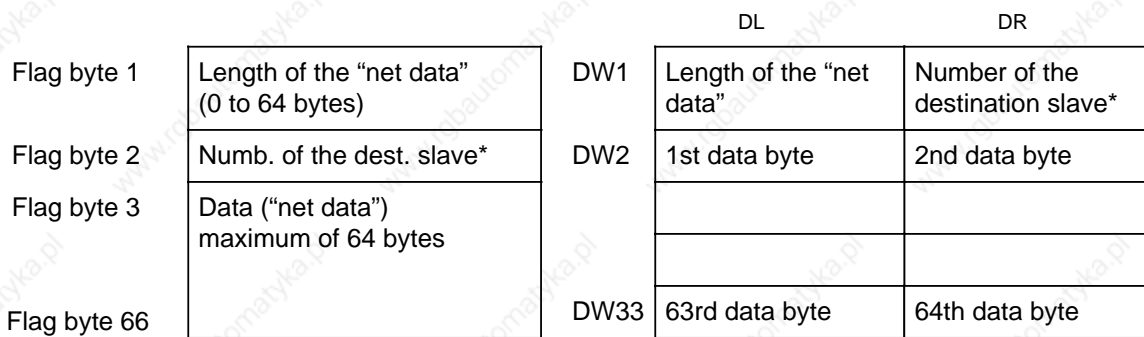 DL DR
Flag byte 1 Length of the “net data” DW1 Length of the “net Number of the
(0 to 64 bytes) data” destination slave*
Flag byte 2 Numb. of the dest. slave* DW2 1st data byte 2nd data byte
Flag byte 3 Data (“net data”)
maximum of 64 bytes
Flag byte 66 DW33 63rd data byte 64th data byte
www.rgbautomatyka.pl